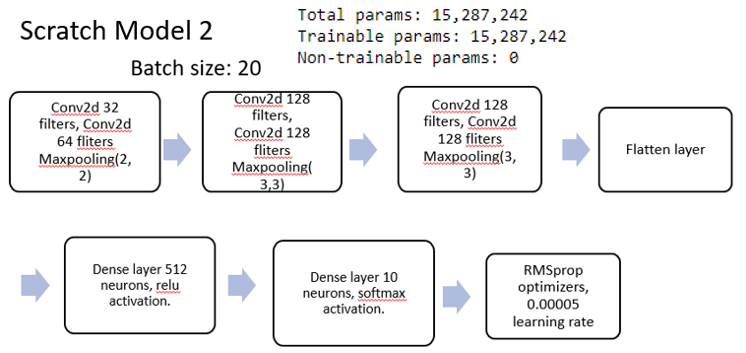 Scratch Model 2
Total params: 15,287,242
Trainable params: 15,287,242
Non-trainable params: 0
Batch size: 20
Conv2d 32
filters, Conv2d
64 fliters
Maxpooling(2,
2)
Conv2d 128
filters,
Conv2d 128
fliters
Maxpooling(
3,3)
Conv2d 128
filters, Conv2d
128 fliters
Maxpooling(3,
3)
Flatten layer
Dense layer 512
neurons, relu
activation.
Dense layer 10
neurons, softmax
activation.
RMSprop
optimizers,
0.00005
learning rate